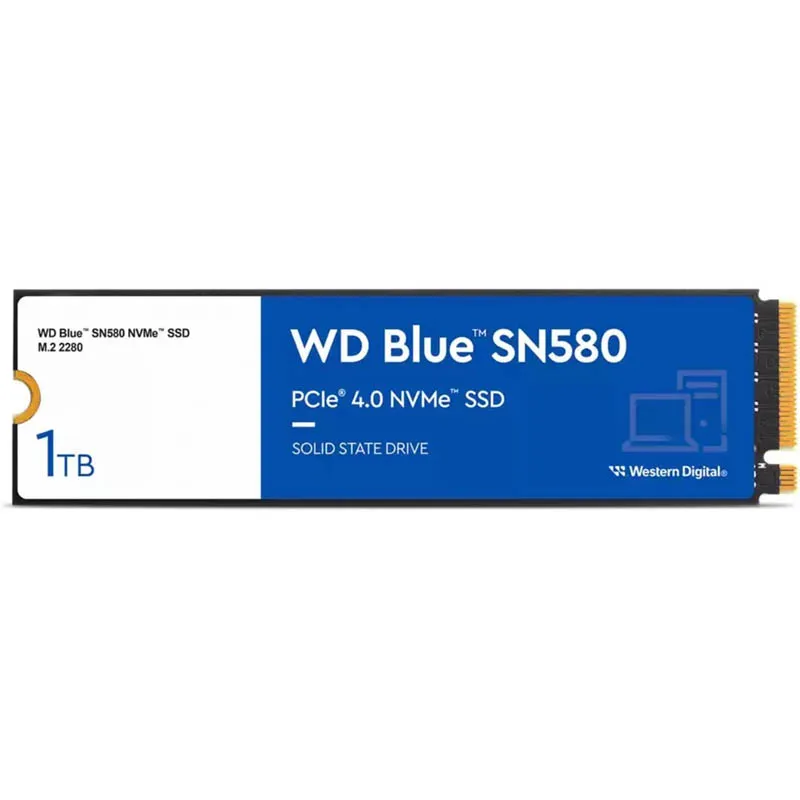 WD Blue™ SN580 NVMe™ SSD
M.2 2280
1TB
WD Blue™ SN580
PCIe® 4.0 NVMe™ SSD
SOLID STATE DRIVE
Western Digital®
M